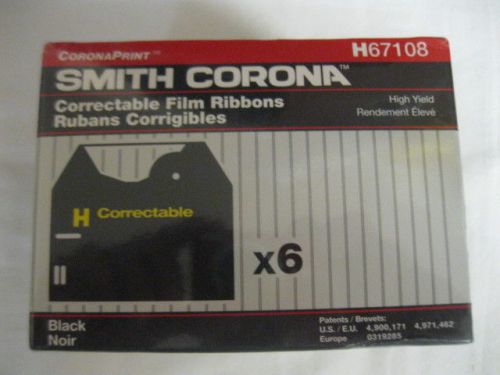 CORONAPRINT™ H67108
SMITH CORONA™
Correctable Film Ribbons
Rubans Corrigibles
High Yield
Rendement Élevé
H Correctable
x6
Black
Noir
Patents / Brevets:
U.S. / E.U. 4,900,171 4,971,462
Europe 0319285